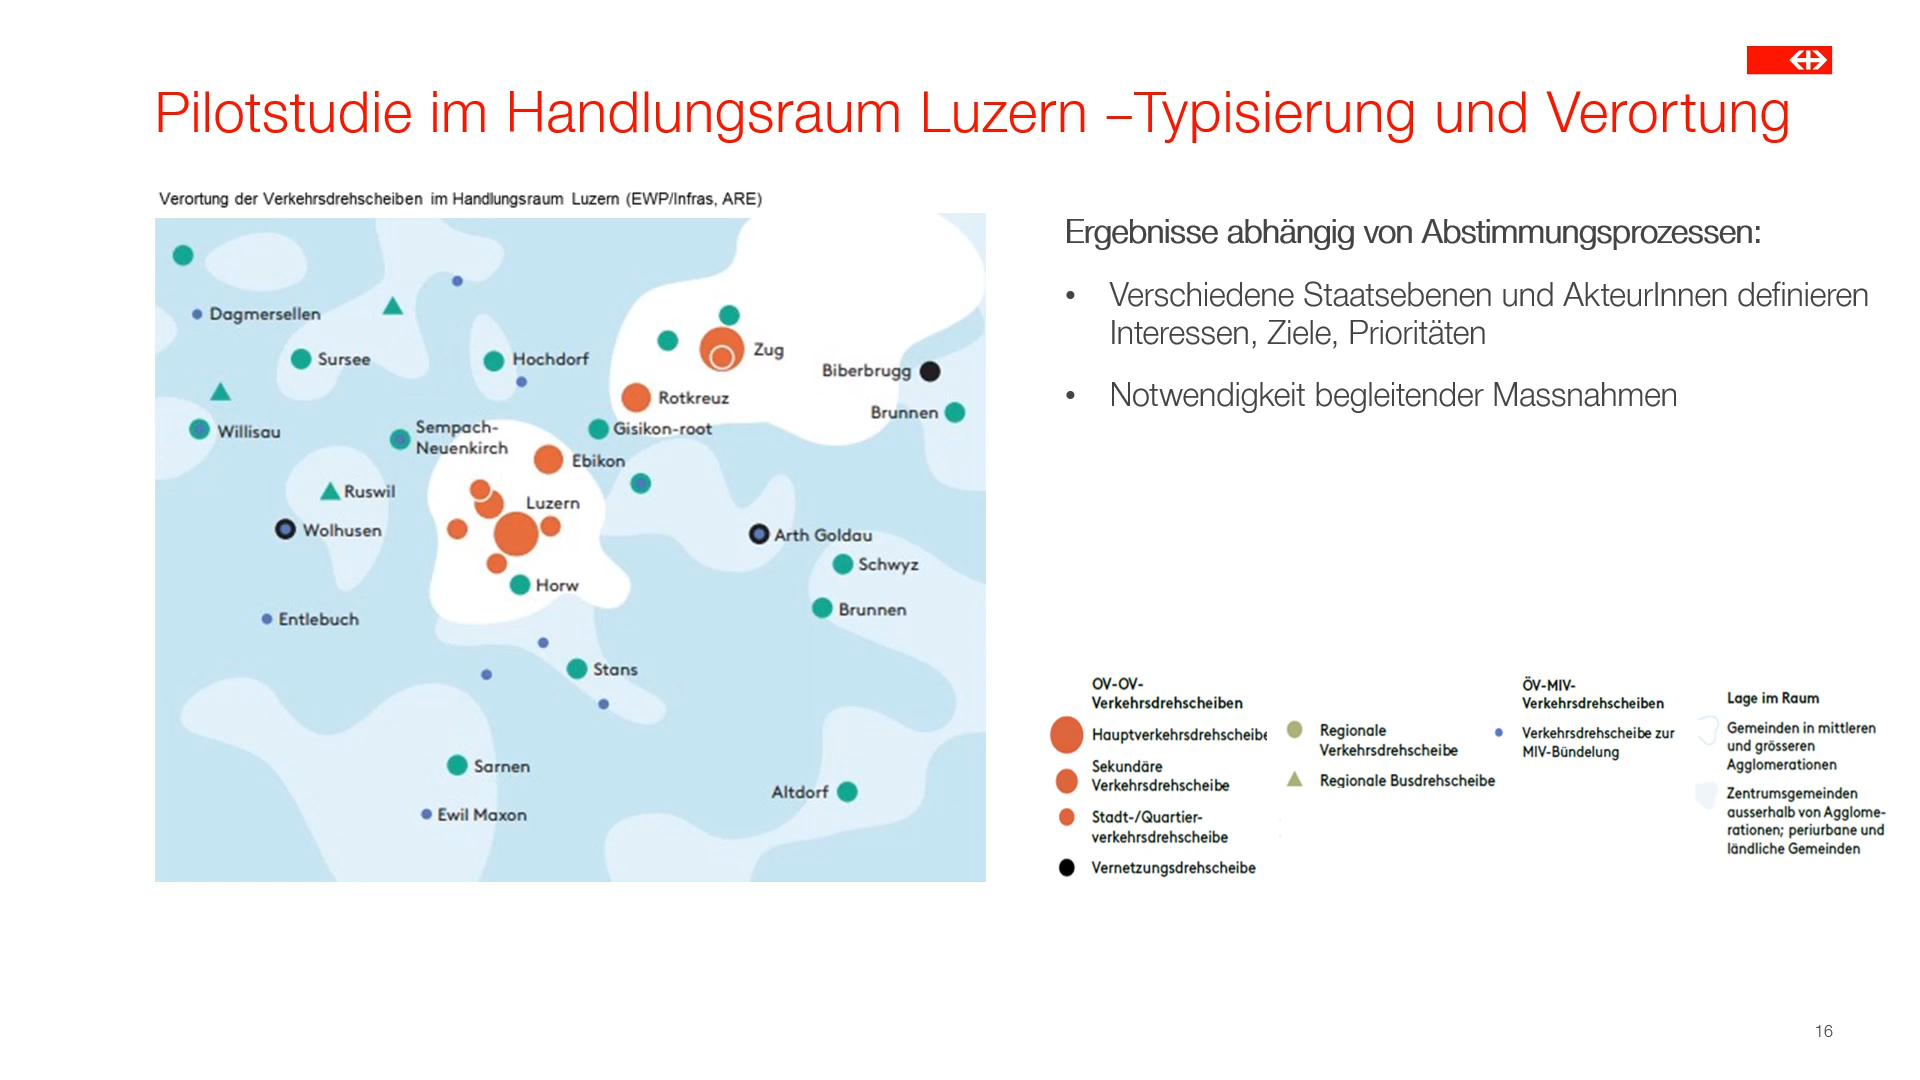 Pilotstudie im Handlungsraum Luzern –Typisierung und Verortung
Verortung der Verkehrsdrehscheiben im Handlungsraum Luzern (EWP/Infras, ARE)
Dagmersellen
Sursee
Hochdorf
Zug
Biberbrugg
Rotkreuz
Brunnen
Willisau
Sempach-
Neuenkirch
Gisikon-root
Ebikon
Ruswil
Luzern
Wolhusen
Arth Goldau
Schwyz
Horw
Brunnen
Entlebuch
Stans
Sarnen
Altdorf
Ewil Maxon
Ergebnisse abhängig von Abstimmungsprozessen:
• Verschiedene Staatsebenen und AkteurInnen definieren
Interessen, Ziele, Prioritäten
• Notwendigkeit begleitender Massnahmen
OV-OV-
Verkehrsdrehscheiben
Hauptverkehrsdrehscheibe
Sekundäre
Verkehrsdrehscheibe
Stadt-/Quartier-
verkehrsdrehscheibe
Vernetzungsdrehscheibe
Regionale
Verkehrsdrehscheibe
Regionale Busdrehscheibe
ÖV-MIV-
Verkehrsdrehscheiben
Verkehrsdrehscheibe zur
MIV-Bündelung
Lage im Raum
Gemeinden in mittleren
und grösseren
Agglomerationen
Zentrumsgemeinden
ausserhalb von Agglome-
rationen; periurbane und
ländliche Gemeinden
16